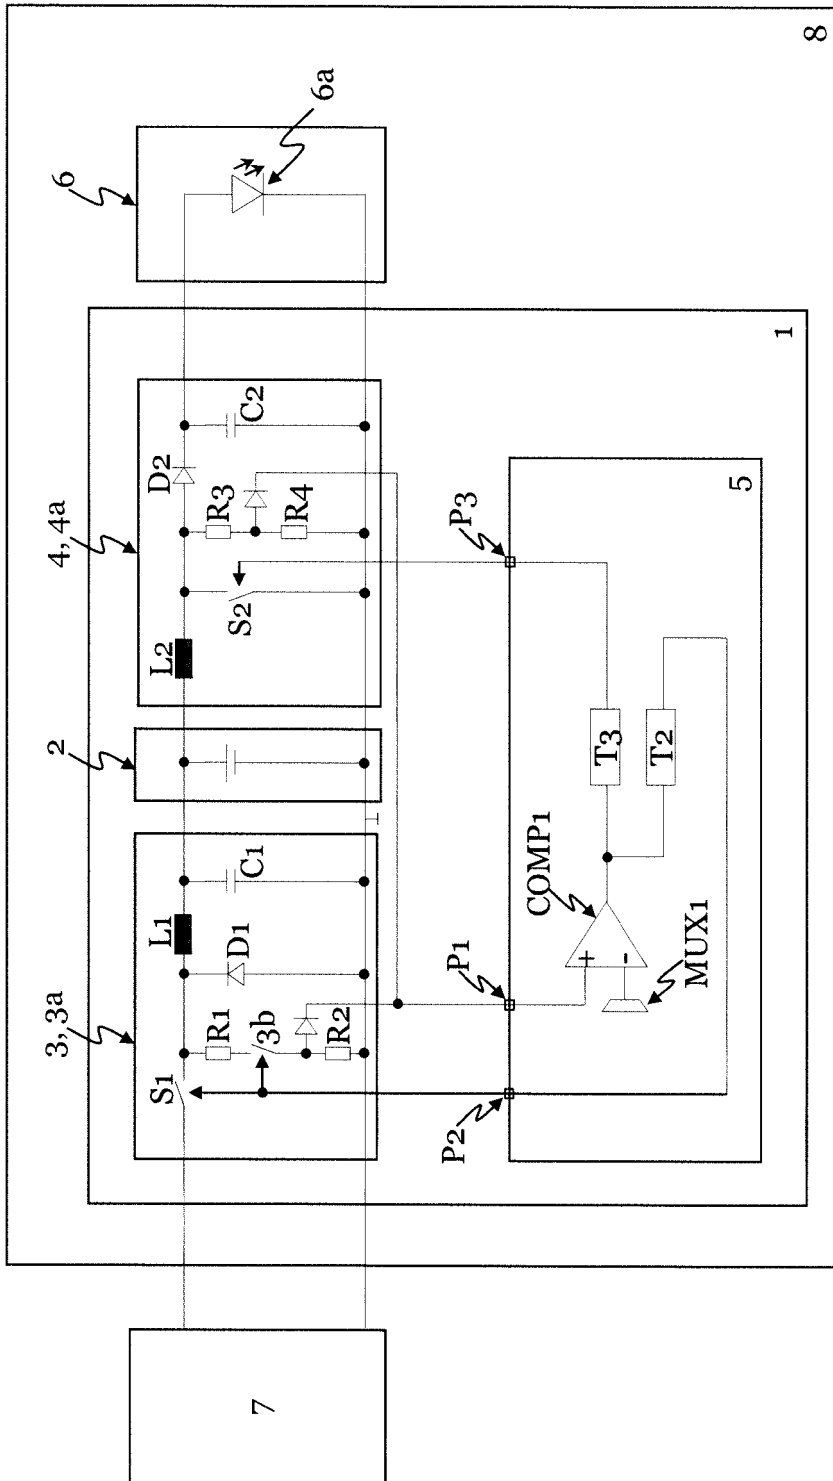 8
6
6a
1
4, 4a
D2
C2
R3
R4
S2
L2
5
P3
2
T3
T2
COMP1
MUX1
+
-
3, 3a
L1
C1
D1
R1
3b
R2
S1
P1
P2
7